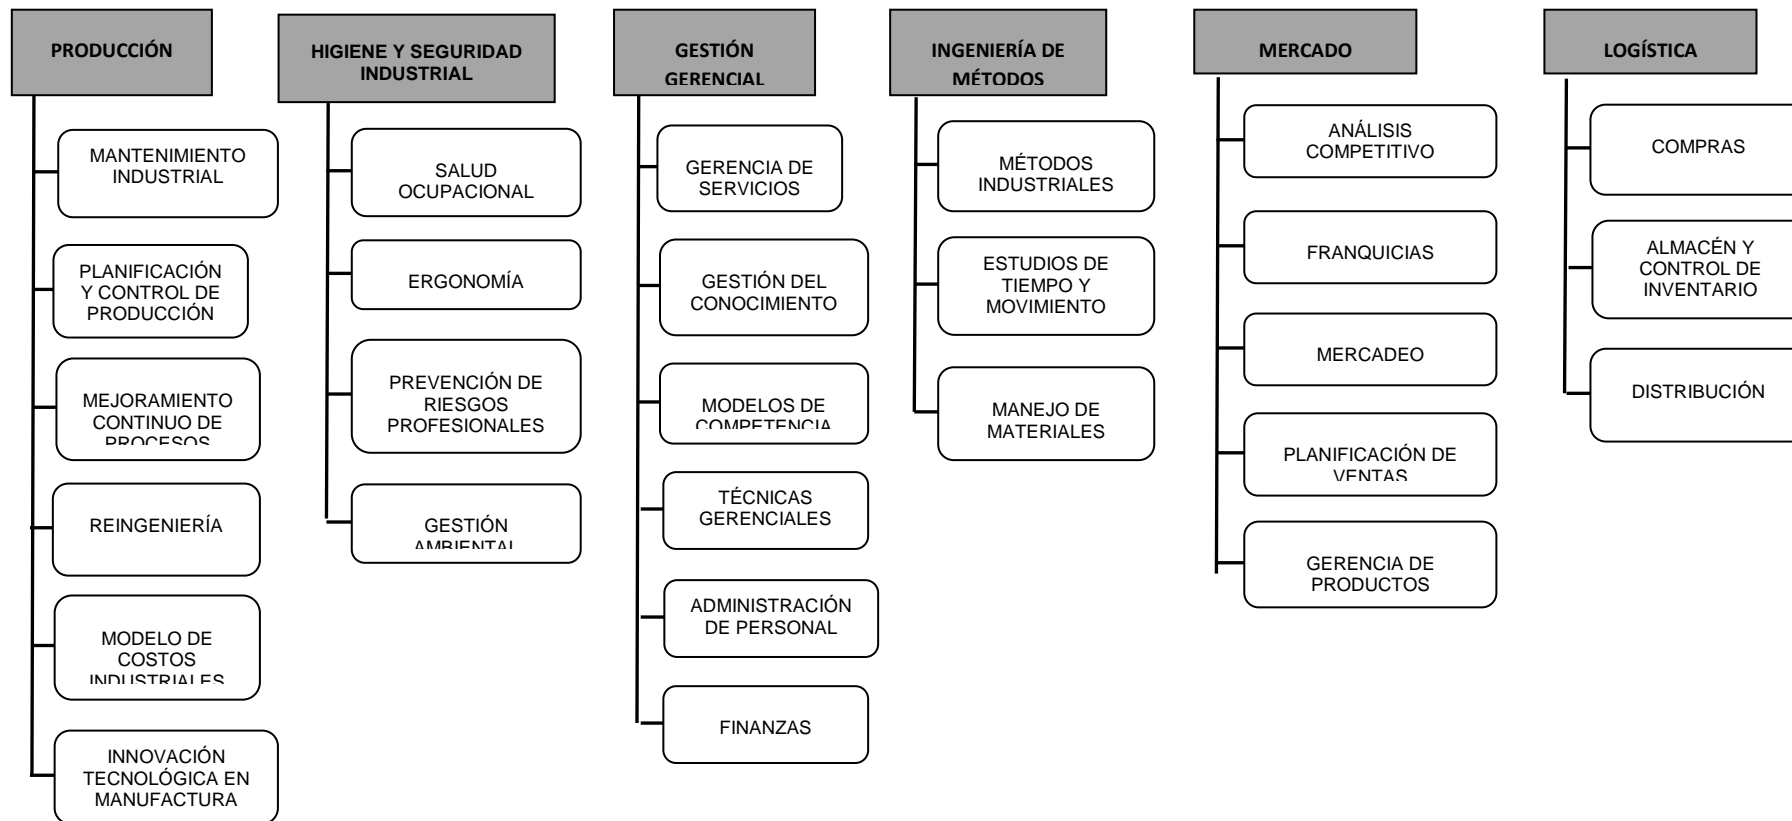 PRODUCCIÓN
MANTENIMIENTO
INDUSTRIAL
PLANIFICACIÓN
Y CONTROL DE
PRODUCCIÓN
MEJORAMIENTO
CONTINUO DE
PROCESOS
REINGENIERÍA
MODELO DE
COSTOS
INDUSTRIALES
INNOVACIÓN
TECNOLÓGICA EN
MANUFACTURA
HIGIENE Y SEGURIDAD
INDUSTRIAL
SALUD
OCUPACIONAL
ERGONOMÍA
PREVENCIÓN DE
RIESGOS
PROFESIONALES
GESTIÓN
AMBIENTAL
GESTIÓN
GERENCIAL
GERENCIA DE
SERVICIOS
GESTIÓN DEL
CONOCIMIENTO
MODELOS DE
COMPETENCIA
TÉCNICAS
GERENCIALES
ADMINISTRACIÓN
DE PERSONAL
FINANZAS
INGENIERÍA DE
MÉTODOS
MÉTODOS
INDUSTRIALES
ESTUDIOS DE
TIEMPO Y
MOVIMIENTO
MANEJO DE
MATERIALES
MERCADO
ANÁLISIS
COMPETITIVO
FRANQUICIAS
MERCADEO
PLANIFICACIÓN DE
VENTAS
GERENCIA DE
PRODUCTOS
LOGÍSTICA
COMPRAS
ALMACÉN Y
CONTROL DE
INVENTARIO
DISTRIBUCIÓN